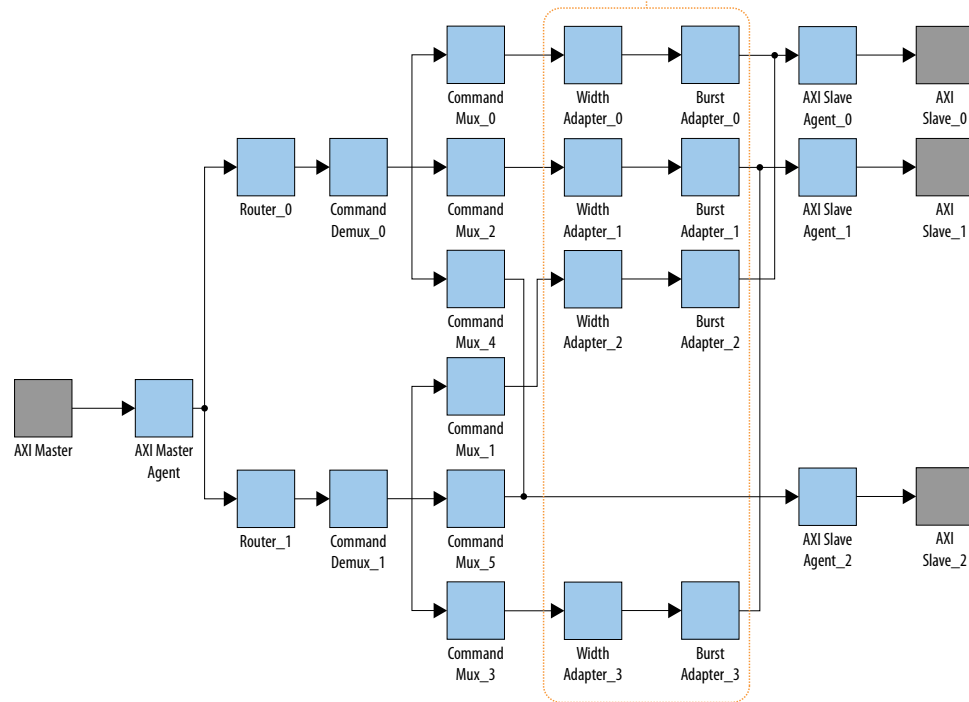 Command
Mux_0
Width
Adapter_0
Burst
Adapter_0
AXI Slave
Agent_0
AXI
Slave_0
Router_0
Command
Demux_0
Command
Mux_2
Width
Adapter_1
Burst
Adapter_1
AXI Slave
Agent_1
AXI
Slave_1
Command
Mux_4
Width
Adapter_2
Burst
Adapter_2
AXI Master
AXI Master
Agent
Command
Mux_1
Router_1
Command
Demux_1
Command
Mux_5
AXI Slave
Agent_2
AXI
Slave_2
Command
Mux_3
Width
Adapter_3
Burst
Adapter_3